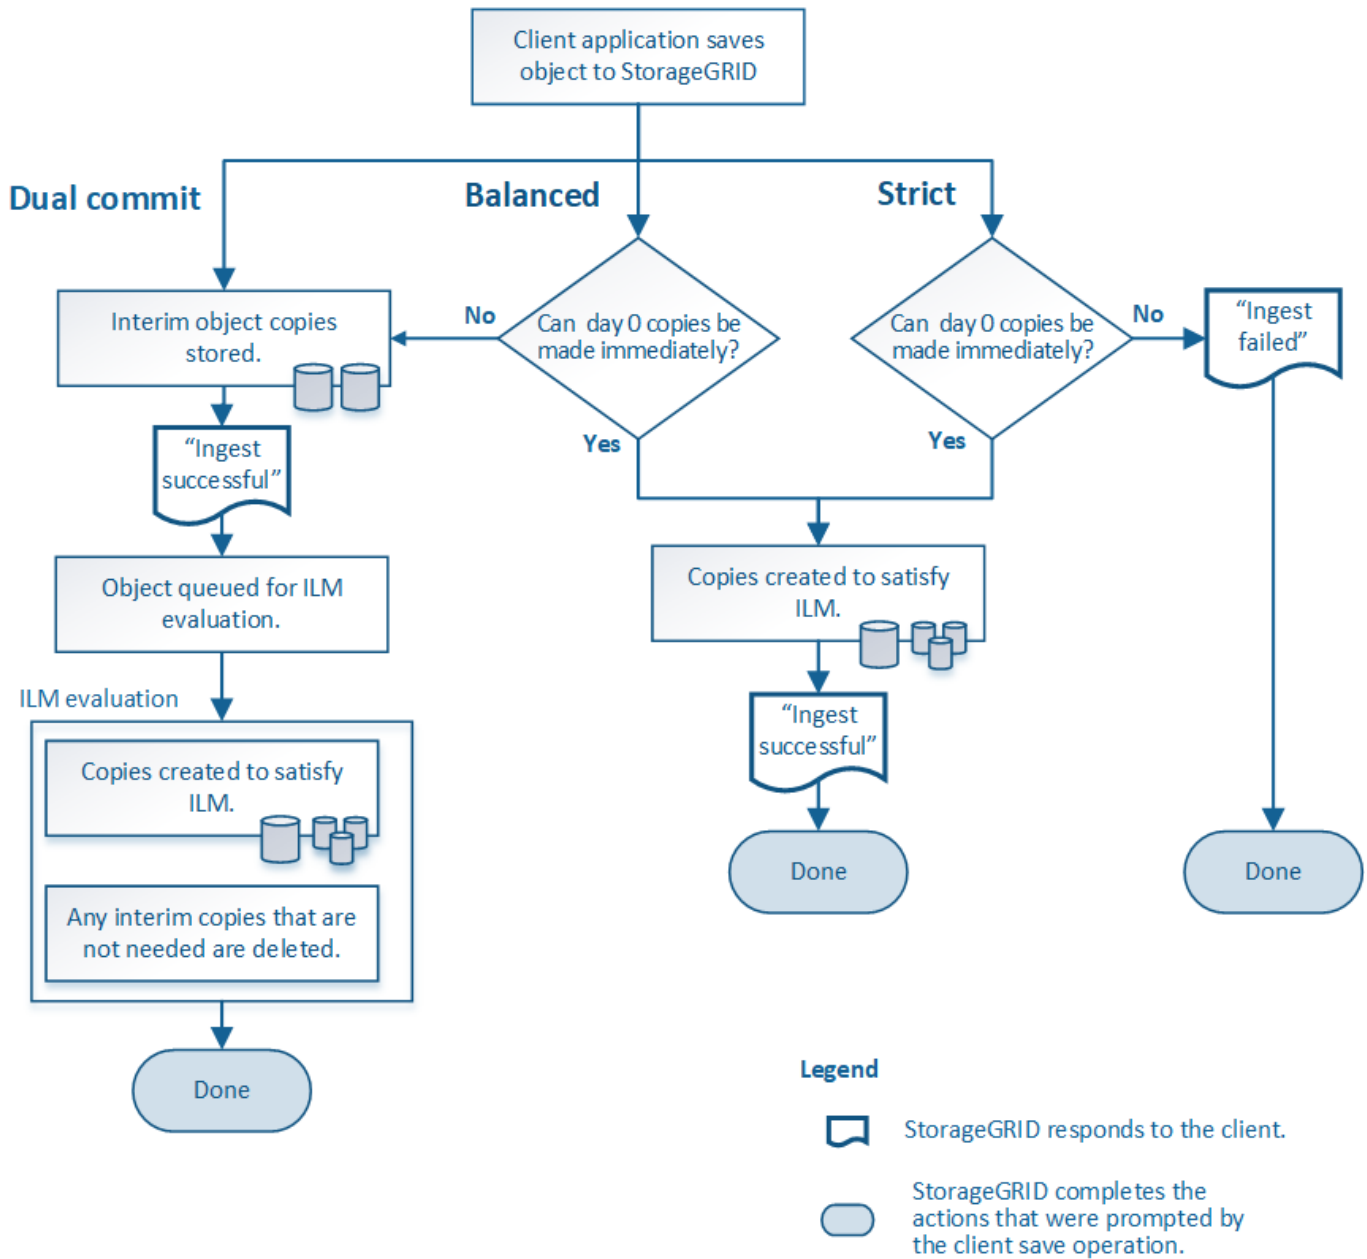 Client application saves
object to StorageGRID
Dual commit
Balanced
Strict
Interim object copies
stored.
No
Can day 0 copies be
made immediately?
Can day 0 copies be
made immediately?
No
“Ingest
failed”
Yes
Yes
“Ingest
successful”
Object queued for ILM
evaluation.
Copies created to satisfy
ILM.
ILM evaluation
“Ingest
successful”
Copies created to satisfy
ILM.
Any interim copies that are
not needed are deleted.
Done
Done
Done
Legend
StorageGRID responds to the client.
StorageGRID completes the
actions that were prompted by
the client save operation.